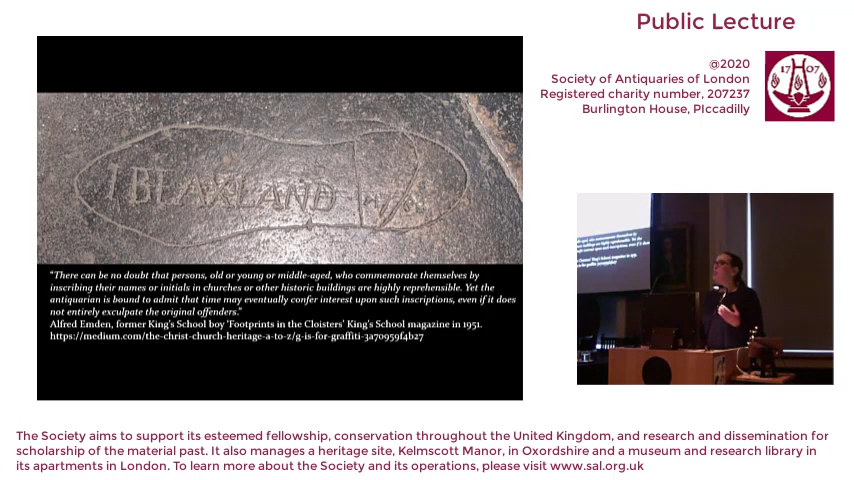 Public Lecture
@2020
Society of Antiquaries of London
Registered charity number, 207237
Burlington House, PIccadilly
17 07
I BEAXLAND
"There can be no doubt that persons, old or young or middle-aged, who commemorate themselves by
inscribing their names or initials in churches or other historic buildings are highly reprehensible. Yet the
antiquarian is bound to admit that time may eventually confer interest upon such inscriptions, even if it does
not entirely exculpate the original offenders."
Alfred Emden, former King's School boy 'Footprints in the Cloisters' King's School magazine in 1951.
https://medium.com/the-christ-church-heritage-a-to-z/g-is-for-graffiti-3a70959f4b27
The Society aims to support its esteemed fellowship, conservation throughout the United Kingdom, and research and dissemination for
scholarship of the material past. It also manages a heritage site, Kelmscott Manor, in Oxordshire and a museum and research library in
its apartments in London. To learn more about the Society and its operations, please visit www.sal.org.uk